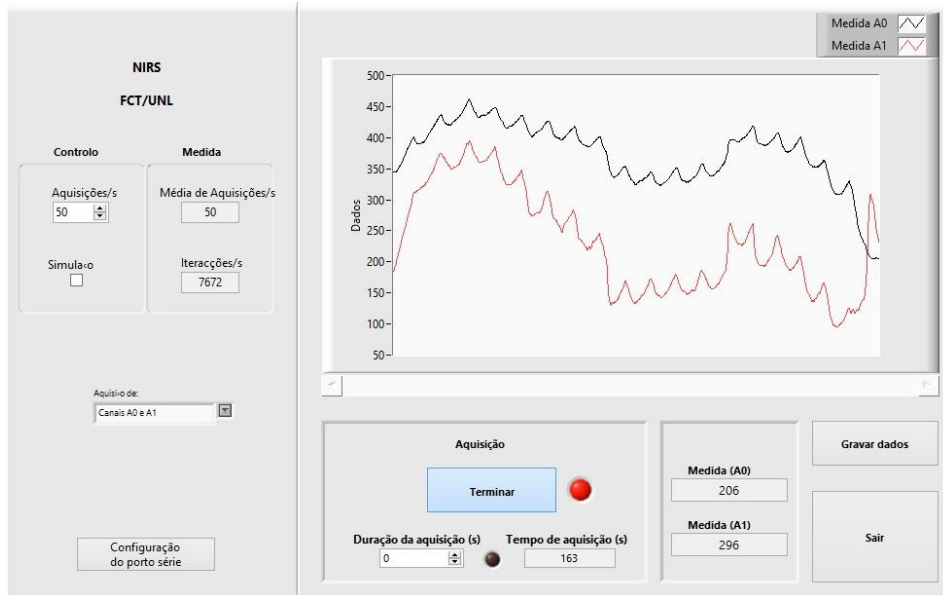 NIRS
FCT/UNL
Controlo
Medida
Aquisições/s
50
Média de Aquisições/s
50
Simula‹o
Iteracções/s
7672
Aquisi‹o de:
Canais A0 e A1
Configuração
do porto série
Medida A0
Medida A1
Dados
500
450
400
350
300
250
200
150
100
50
Aquisição
Terminar
Duração da aquisição (s)
0
Tempo de aquisição (s)
163
Medida (A0)
206
Medida (A1)
296
Gravar dados
Sair